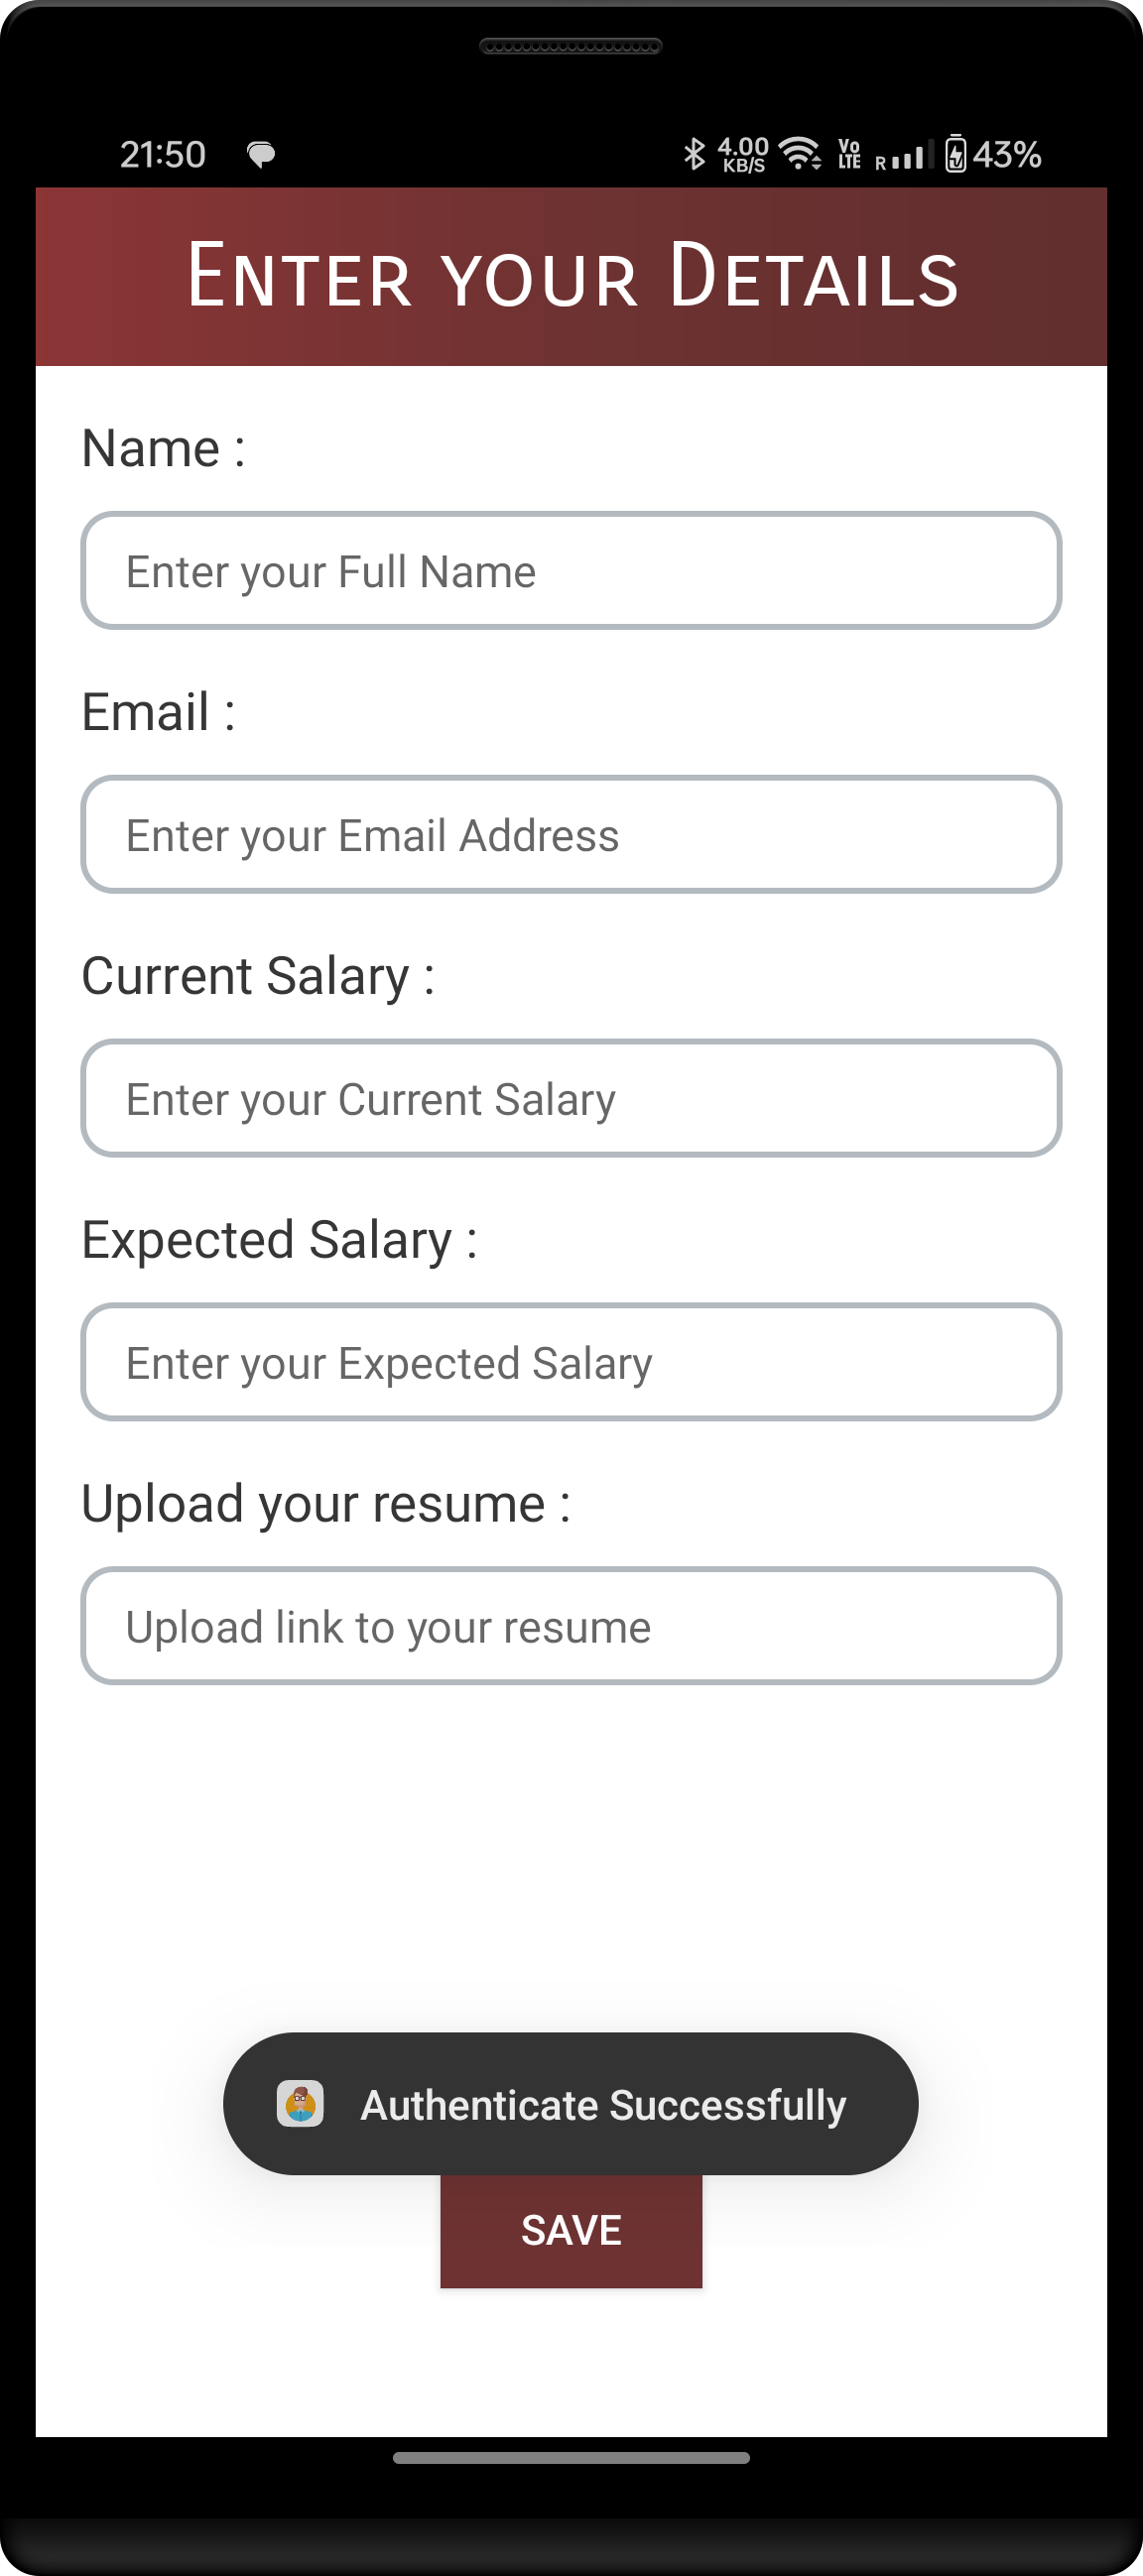 21:50 4.00 KB/S Vo LTE R 43%
Enter your Details
Name :
Enter your Full Name
Email :
Enter your Email Address
Current Salary :
Enter your Current Salary
Expected Salary :
Enter your Expected Salary
Upload your resume :
Upload link to your resume
Authenticate Successfully
SAVE